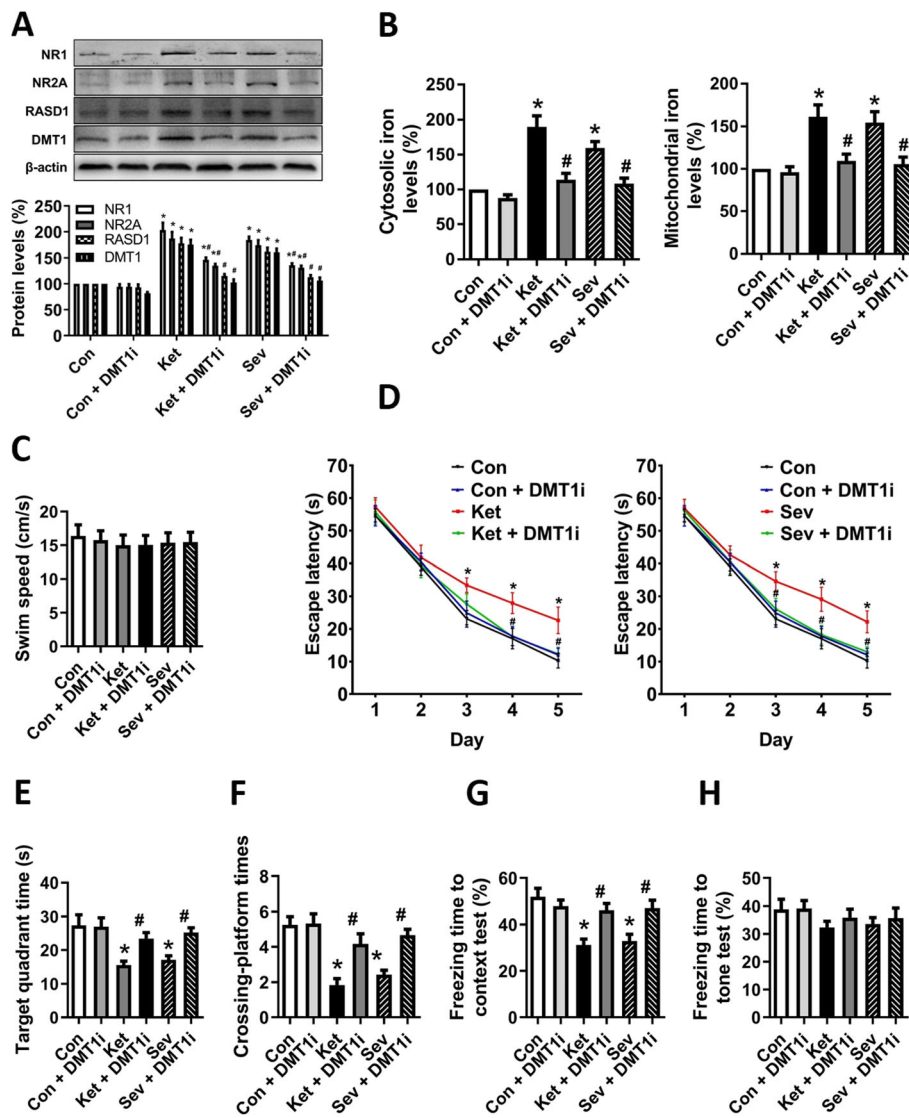 A
NR1
NR2A
RASD1
DMT1
β-actin
Protein levels (%)
250
200
150
100
50
0
NR1
NR2A
RASD1
DMT1
* * * *
*# *# # #
* * * *
*# *# # #
Con
Con + DMT1i
Ket
Ket + DMT1i
Sev
Sev + DMT1i
B
Cytosolic iron
levels (%)
250
200
150
100
50
0
*
#
*
#
Con
Con + DMT1i
Ket
Ket + DMT1i
Sev
Sev + DMT1i
Mitochondrial iron
levels (%)
200
150
100
50
0
*
#
*
#
Con
Con + DMT1i
Ket
Ket + DMT1i
Sev
Sev + DMT1i
C
Swim speed (cm/s)
25
20
15
10
5
0
Con
Con + DMT1i
Ket
Ket + DMT1i
Sev
Sev + DMT1i
D
Escape latency (s)
70
60
50
40
30
20
10
0
Con
Con + DMT1i
Ket
Ket + DMT1i
* * *
# #
1 2 3 4 5
Day
Escape latency (s)
70
60
50
40
30
20
10
0
Con
Con + DMT1i
Sev
Sev + DMT1i
* * *
# # #
1 2 3 4 5
Day
E
Target quadrant time (s)
40
30
20
10
0
*
#
*
#
Con
Con + DMT1i
Ket
Ket + DMT1i
Sev
Sev + DMT1i
F
Crossing-platform times
8
6
4
2
0
*
#
*
#
Con
Con + DMT1i
Ket
Ket + DMT1i
Sev
Sev + DMT1i
G
Freezing time to
context test (%)
60
40
20
0
*
#
*
#
Con
Con + DMT1i
Ket
Ket + DMT1i
Sev
Sev + DMT1i
H
Freezing time to
tone test (%)
50
40
30
20
10
0
Con
Con + DMT1i
Ket
Ket + DMT1i
Sev
Sev + DMT1i